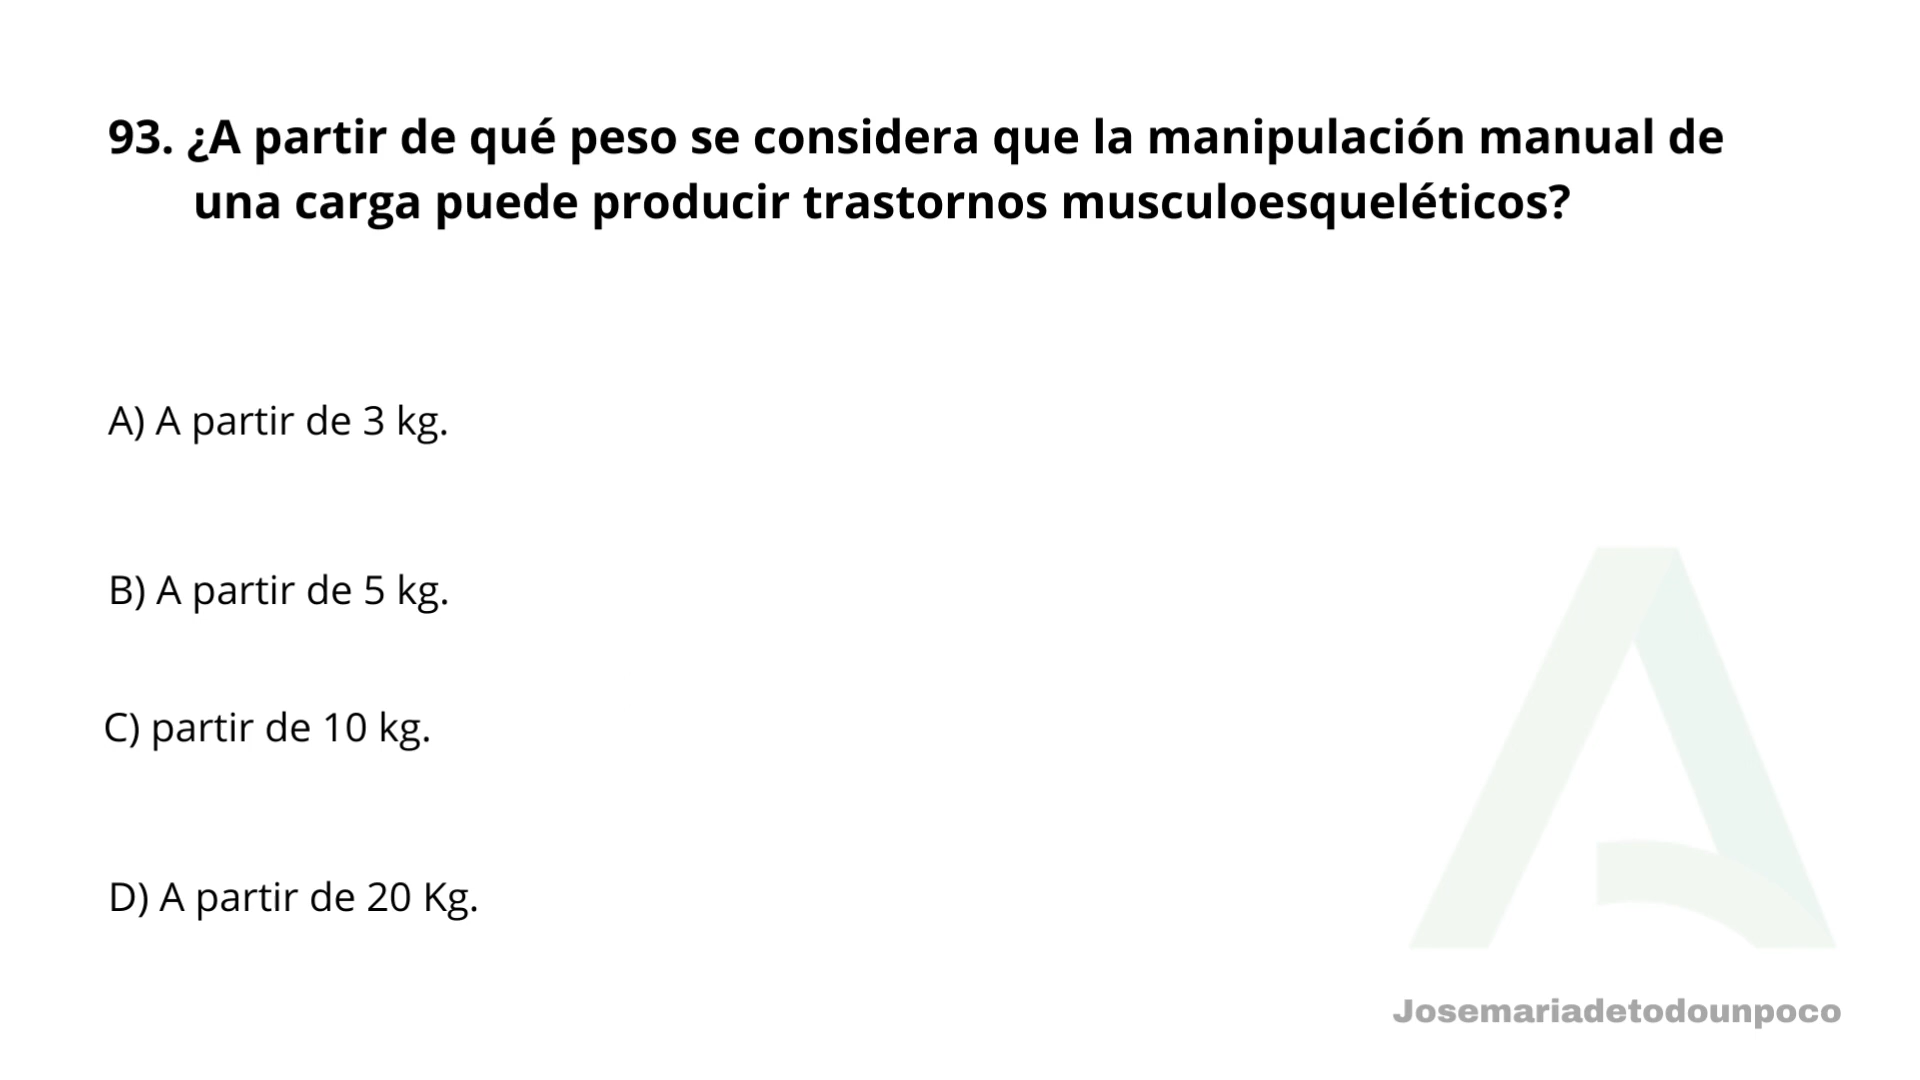 93. ¿A partir de qué peso se considera que la manipulación manual de
una carga puede producir trastornos musculoesqueléticos?
A) A partir de 3 kg.
B) A partir de 5 kg.
C) partir de 10 kg.
D) A partir de 20 Kg.
Josemariadetodounpoco